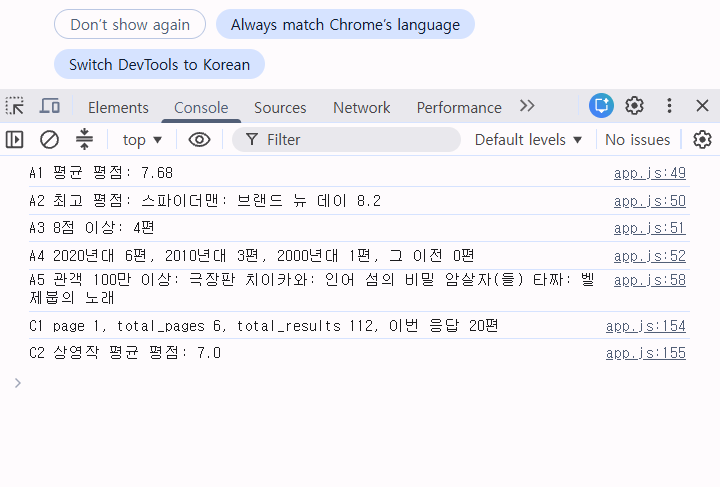 Don't show again
Always match Chrome's language
Switch DevTools to Korean
Elements Console Sources Network Performance
top Filter Default levels No issues
A1 평균 평점: 7.68 app.js:49
A2 최고 평점: 스파이더맨: 브랜드 뉴 데이 8.2 app.js:50
A3 8점 이상: 4편 app.js:51
A4 2020년대 6편, 2010년대 3편, 2000년대 1편, 그 이전 0편 app.js:52
A5 관객 100만 이상: 극장판 치이카와: 인어 섬의 비밀 암살자(들) 타짜: 벨 app.js:58
제붑의 노래
C1 page 1, total_pages 6, total_results 112, 이번 응답 20편 app.js:154
C2 상영작 평균 평점: 7.0 app.js:155